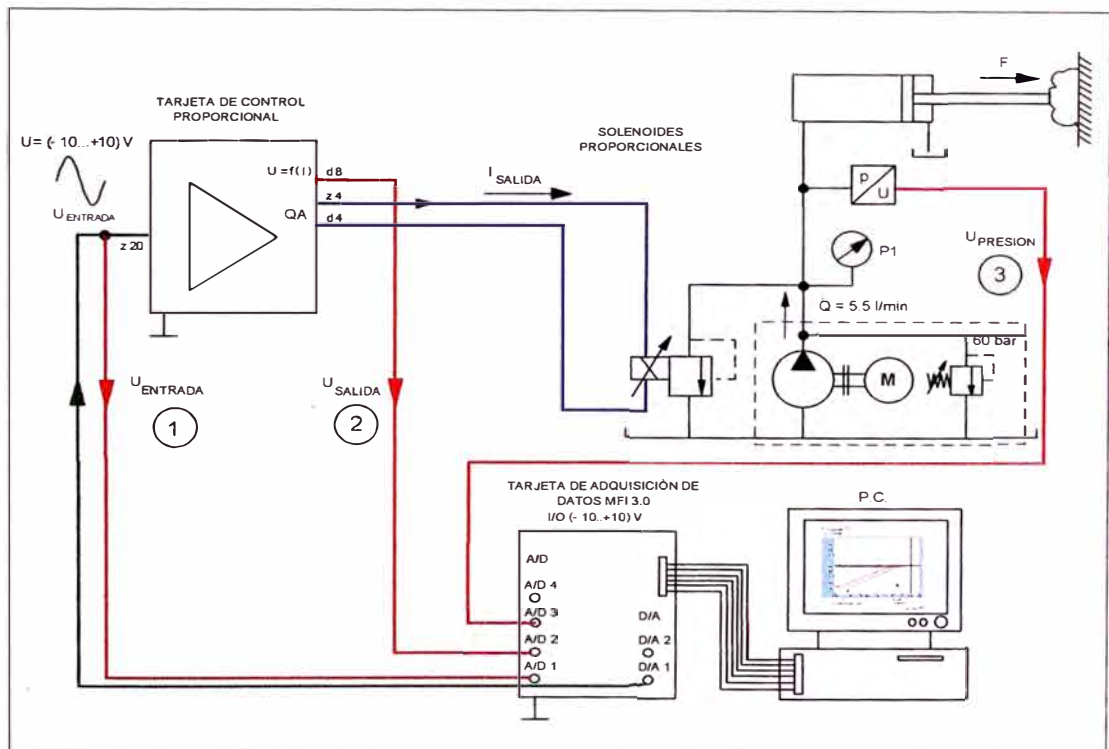 TARJETA DE CONTROL
PROPORCIONAL
U= (- 10...+10) V
U ENTRADA
z 20
U =f(I)
d8
QA
z 4
d 4
I SALIDA
SOLENOIDES
PROPORCIONALES
F
p
U
P1
U PRESION
3
Q = 5.5 l/min
60 bar
M
U ENTRADA
1
U SALIDA
2
TARJETA DE ADQUISICIÓN DE
DATOS MFI 3.0
I/O (- 10..+10) V
A/D
A/D 4
A/D 3
A/D 2
A/D 1
D/A
D/A 2
D/A 1
P.C.